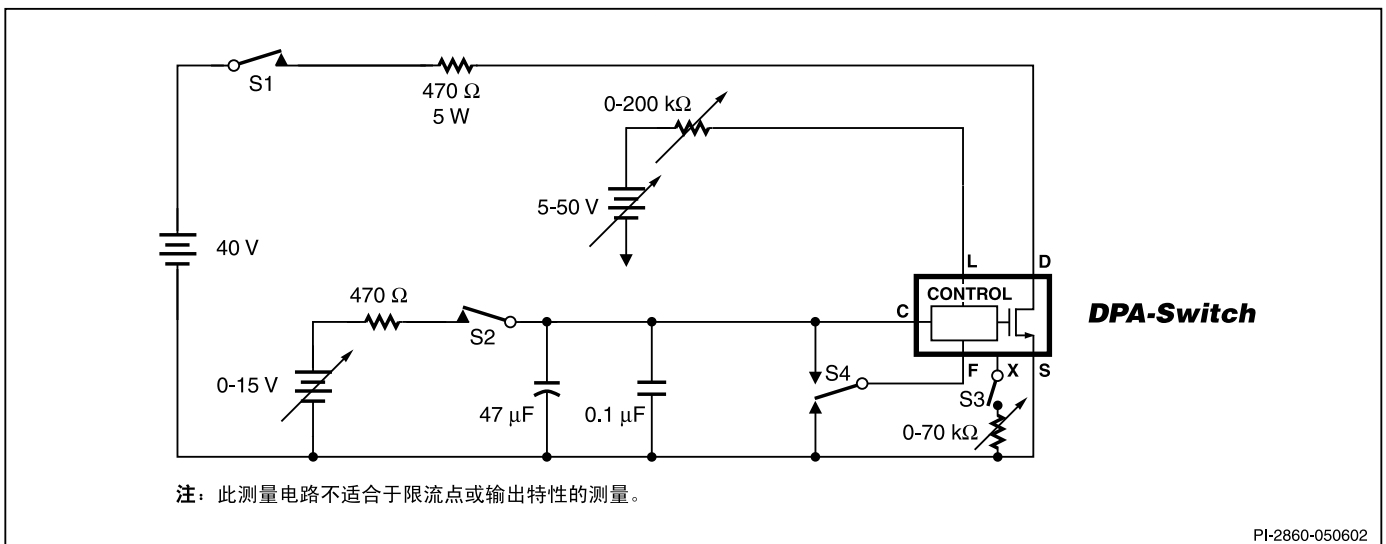 S1
470 Ω
5 W
0-200 kΩ
5-50 V
40 V
L
D
CONTROL
C
DPA-Switch
470 Ω
S2
0-15 V
47 µF
0.1 µF
S4
F
X
S
S3
0-70 kΩ
注：此测量电路不适合于限流点或输出特性的测量。
PI-2860-050602